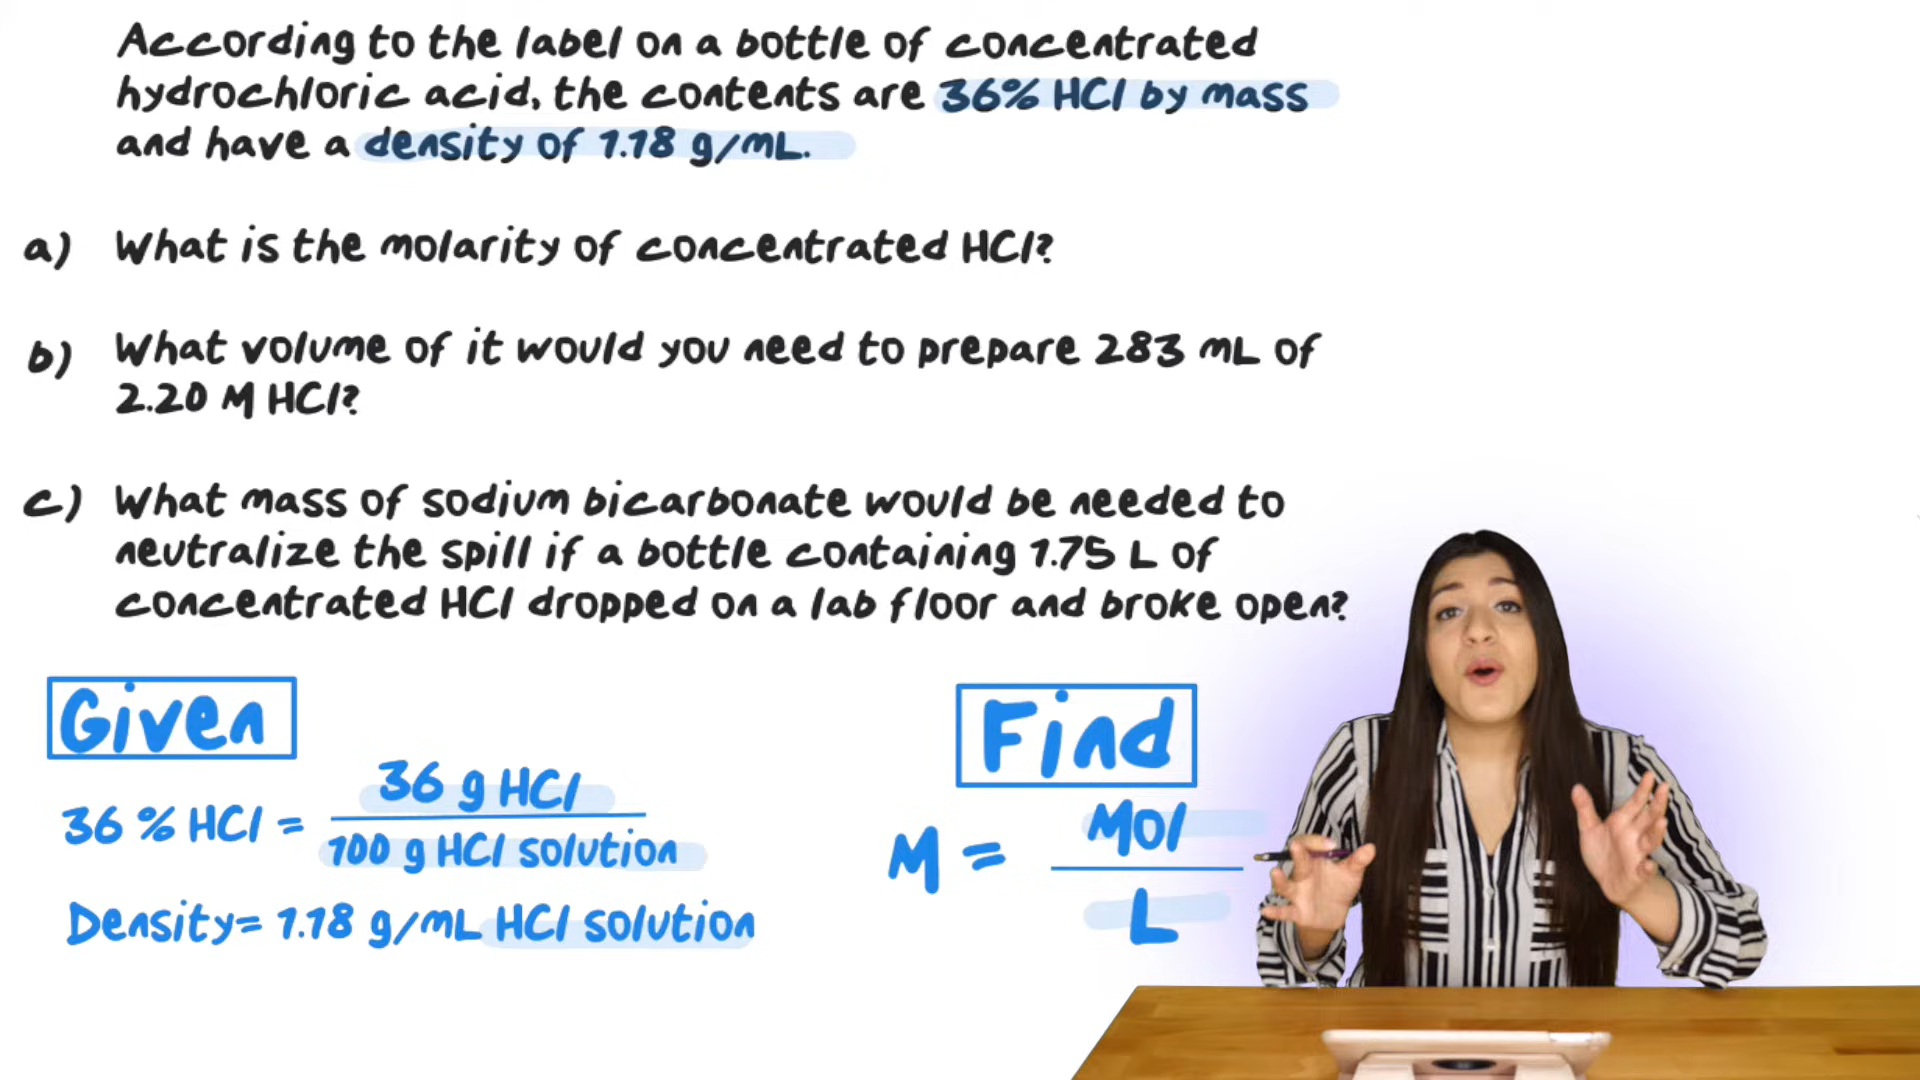 According to the label on a bottle of concentrated
hydrochloric acid, the contents are 36% HCl by mass
and have a density of 1.18 g/mL.
a) What is the molarity of concentrated HCl?
b) What volume of it would you need to prepare 283 mL of
2.20 M HCl?
c) What mass of sodium bicarbonate would be needed to
neutralize the spill if a bottle containing 1.75 L of
concentrated HCl dropped on a lab floor and broke open?
Given
36 % HCl = 36 g HCl / 100 g HCl solution
Density= 1.18 g/mL HCl solution
Find
M = Mol / L